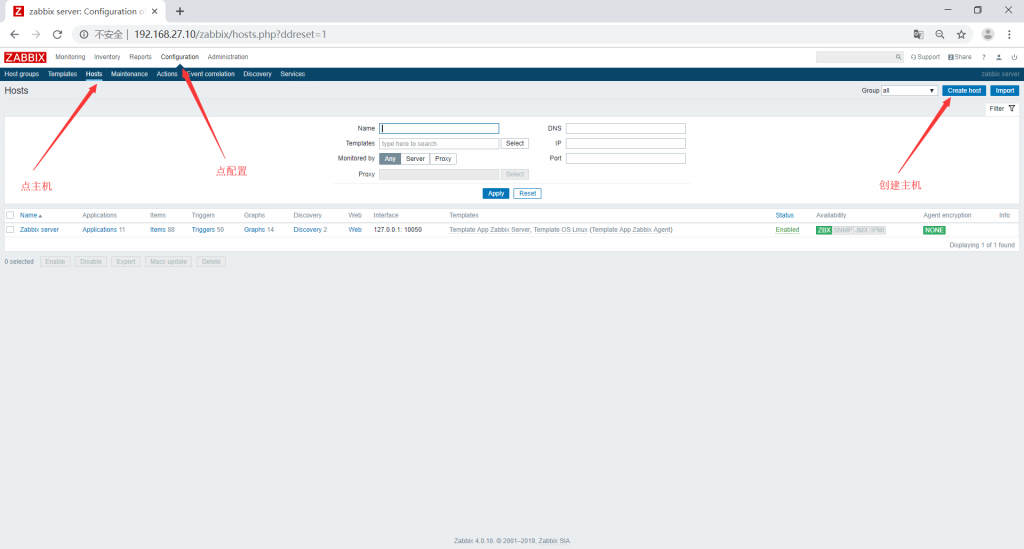 zabbix server: Configuration o
不安全 | 192.168.27.10/zabbix/hosts.php?ddreset=1
ZABBIX Monitoring Inventory Reports Configuration Administration Support Share ?
Host groups Templates Hosts Maintenance Actions Event correlation Discovery Services zabbix server
Hosts Group all Create host Import
Filter
Name DNS
Templates type here to search Select IP
Monitored by Any Server Proxy Port
Proxy Select
点配置
点主机
创建主机
Apply Reset
Name Applications Items Triggers Graphs Discovery Web Interface Templates Status Availability Agent encryption Info
Zabbix server Applications 11 Items 88 Triggers 50 Graphs 14 Discovery 2 Web 127.0.0.1: 10050 Template App Zabbix Server, Template OS Linux (Template App Zabbix Agent) Enabled ZBX SNMP JMX IPMI NONE
Displaying 1 of 1 found
0 selected Enable Disable Export Mass update Delete
Zabbix 4.0.10. © 2001–2019, Zabbix SIA